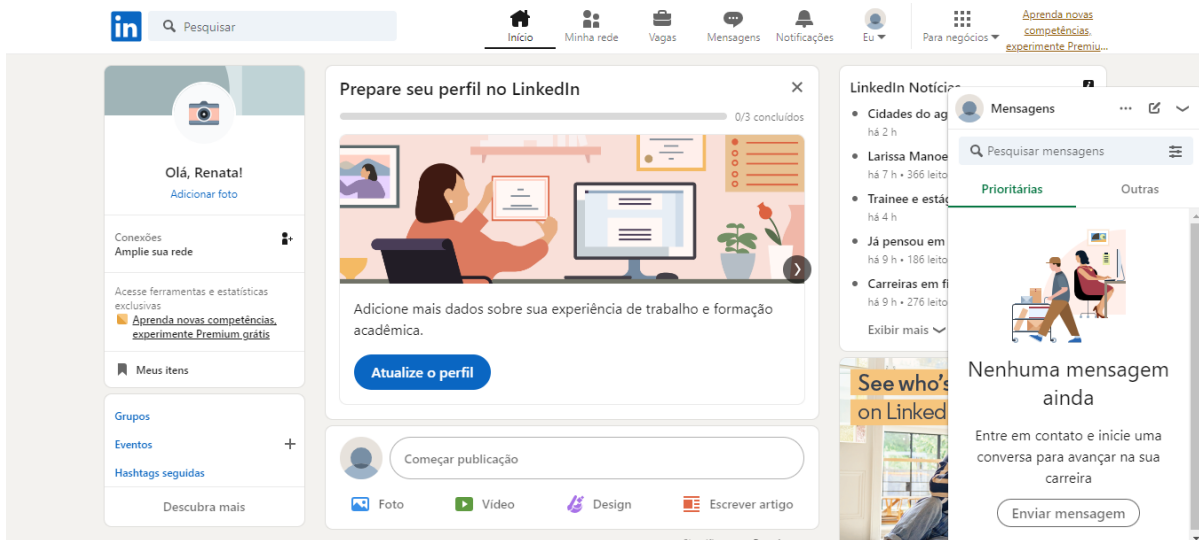 in
Pesquisar
Início
Minha rede
Vagas
Mensagens
Notificações
Eu
Para negócios
Aprenda novas
competências,
experimente Premiu...
Olá, Renata!
Adicionar foto
Conexões
Amplie sua rede
Acesse ferramentas e estatísticas
exclusivas
Aprenda novas competências,
experimente Premium grátis
Meus itens
Grupos
Eventos
Hashtags seguidas
Descubra mais
Prepare seu perfil no LinkedIn
0/3 concluídos
Adicione mais dados sobre sua experiência de trabalho e formação
acadêmica.
Atualize o perfil
Começar publicação
Foto
Vídeo
Design
Escrever artigo
LinkedIn Notícias
Cidades do ag
há 2 h
Larissa Manoe
há 7 h • 366 leito
Trainee e estág
há 4 h
Já pensou em
há 9 h • 186 leito
Carreiras em fi
há 9 h • 276 leito
Exibir mais
See who's
on Linked
Mensagens
Pesquisar mensagens
Prioritárias
Outras
Nenhuma mensagem
ainda
Entre em contato e inicie uma
conversa para avançar na sua
carreira
Enviar mensagem